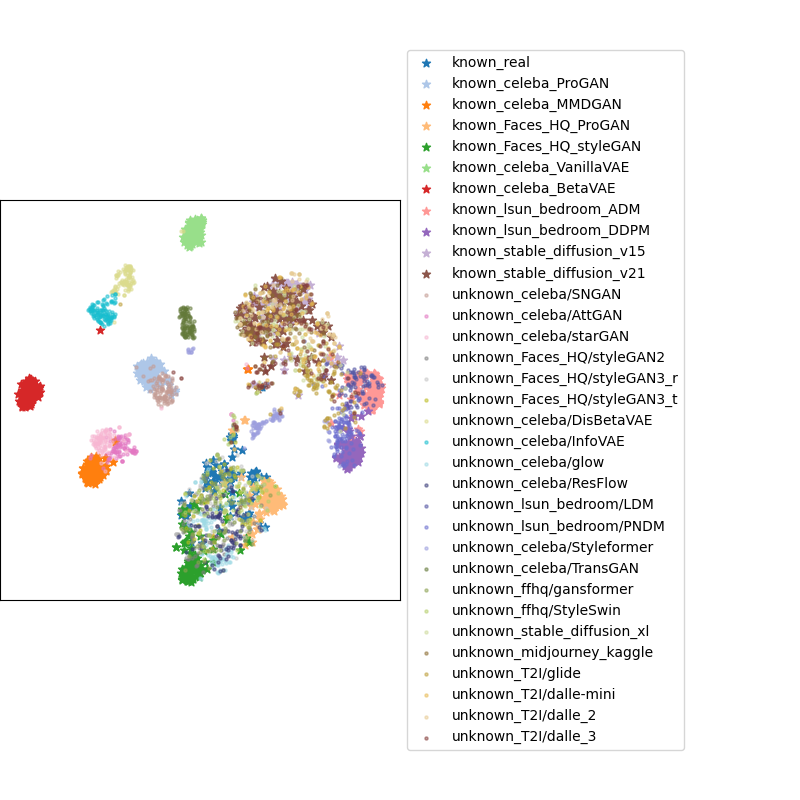 known_real
known_celeba_ProGAN
known_celeba_MMDGAN
known_Faces_HQ_ProGAN
known_Faces_HQ_styleGAN
known_celeba_VanillaVAE
known_celeba_BetaVAE
known_lsun_bedroom_ADM
known_lsun_bedroom_DDPM
known_stable_diffusion_v15
known_stable_diffusion_v21
unknown_celeba/SNGAN
unknown_celeba/AttGAN
unknown_celeba/starGAN
unknown_Faces_HQ/styleGAN2
unknown_Faces_HQ/styleGAN3_r
unknown_Faces_HQ/styleGAN3_t
unknown_celeba/DisBetaVAE
unknown_celeba/InfoVAE
unknown_celeba/glow
unknown_celeba/ResFlow
unknown_lsun_bedroom/LDM
unknown_lsun_bedroom/PNDM
unknown_celeba/Styleformer
unknown_celeba/TransGAN
unknown_ffhq/gansformer
unknown_ffhq/StyleSwin
unknown_stable_diffusion_xl
unknown_midjourney_kaggle
unknown_T2I/glide
unknown_T2I/dalle-mini
unknown_T2I/dalle_2
unknown_T2I/dalle_3